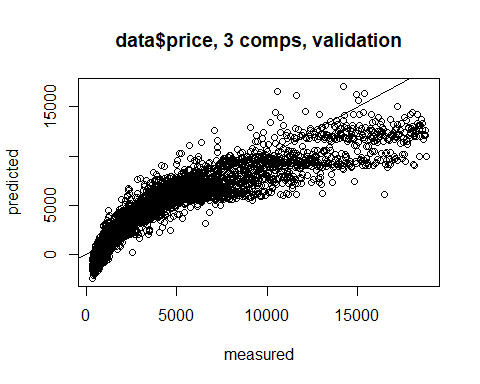 data$price, 3 comps, validation
15000
5000
0
predicted
0
5000
10000
15000
measured